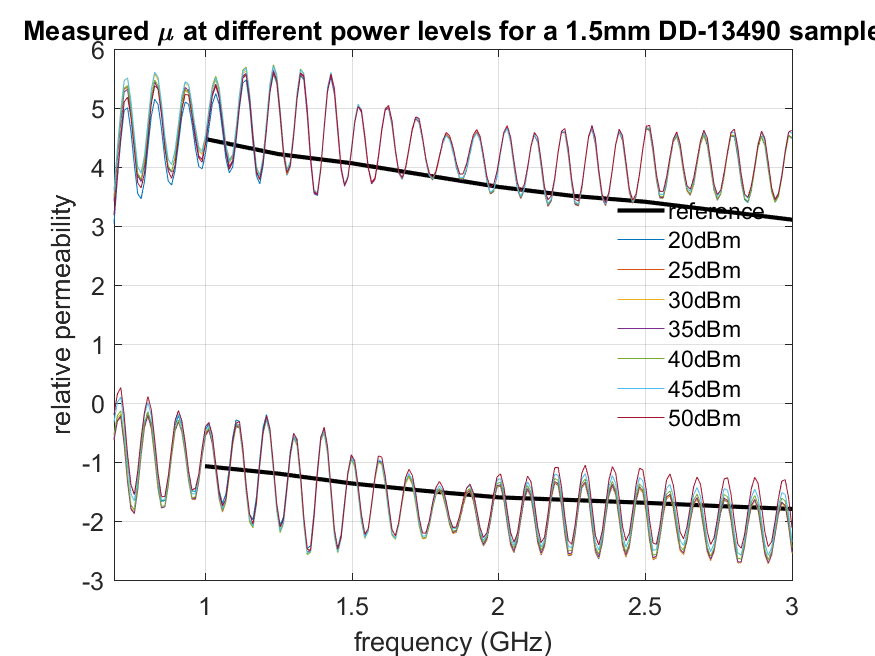 Measured μ at different power levels for a 1.5mm DD-13490 sample
6
5
4
3
2
1
0
-1
-2
-3
relative permeability
reference
20dBm
25dBm
30dBm
35dBm
40dBm
45dBm
50dBm
1
1.5
2
2.5
3
frequency (GHz)